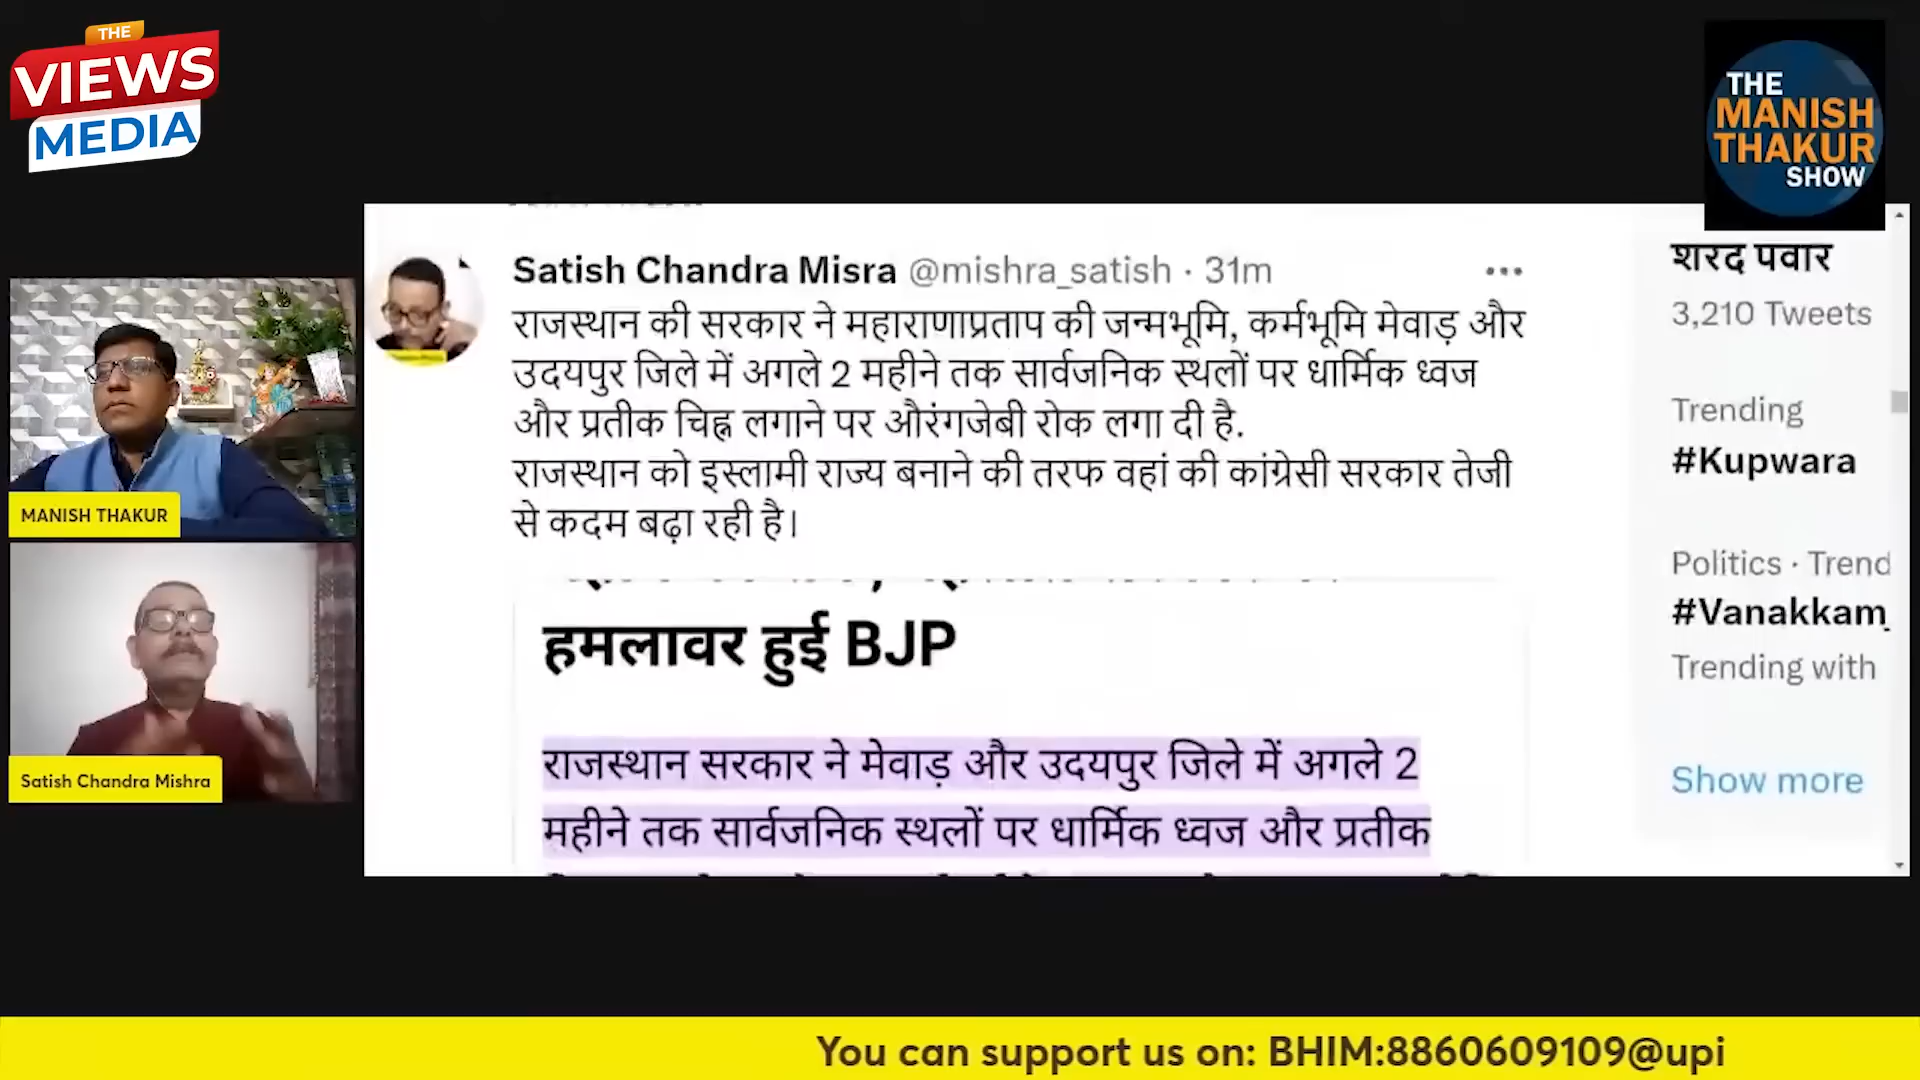 THE
VIEWS
MEDIA
THE
MANISH
THAKUR
SHOW
MANISH THAKUR
Satish Chandra Mishra
Satish Chandra Misra @mishra_satish · 31m
राजस्थान की सरकार ने महाराणाप्रताप की जन्मभूमि, कर्मभूमि मेवाड़ और
उदयपुर जिले में अगले 2 महीने तक सार्वजनिक स्थलों पर धार्मिक ध्वज
और प्रतीक चिह्न लगाने पर औरंगजेबी रोक लगा दी है.
राजस्थान को इस्लामी राज्य बनाने की तरफ वहां की कांग्रेसी सरकार तेजी
से कदम बढ़ा रही है।
हमलावर हुई BJP
राजस्थान सरकार ने मेवाड़ और उदयपुर जिले में अगले 2
महीने तक सार्वजनिक स्थलों पर धार्मिक ध्वज और प्रतीक
शरद पवार
3,210 Tweets
Trending
#Kupwara
Politics · Trend
#Vanakkam_
Trending with
Show more
You can support us on: BHIM:8860609109@upi